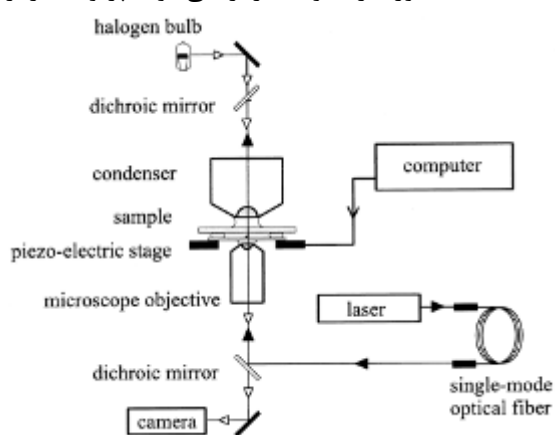 halogen bulb
dichroic mirror
condenser
computer
sample
piezo-electric stage
microscope objective
laser
dichroic mirror
single-mode
optical fiber
camera